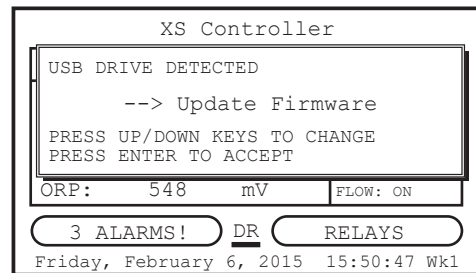 XS Controller
USB DRIVE DETECTED
--> Update Firmware
PRESS UP/DOWN KEYS TO CHANGE
PRESS ENTER TO ACCEPT
ORP: 548 mV FLOW: ON
3 ALARMS! DR RELAYS
Friday, February 6, 2015 15:50:47 Wk1